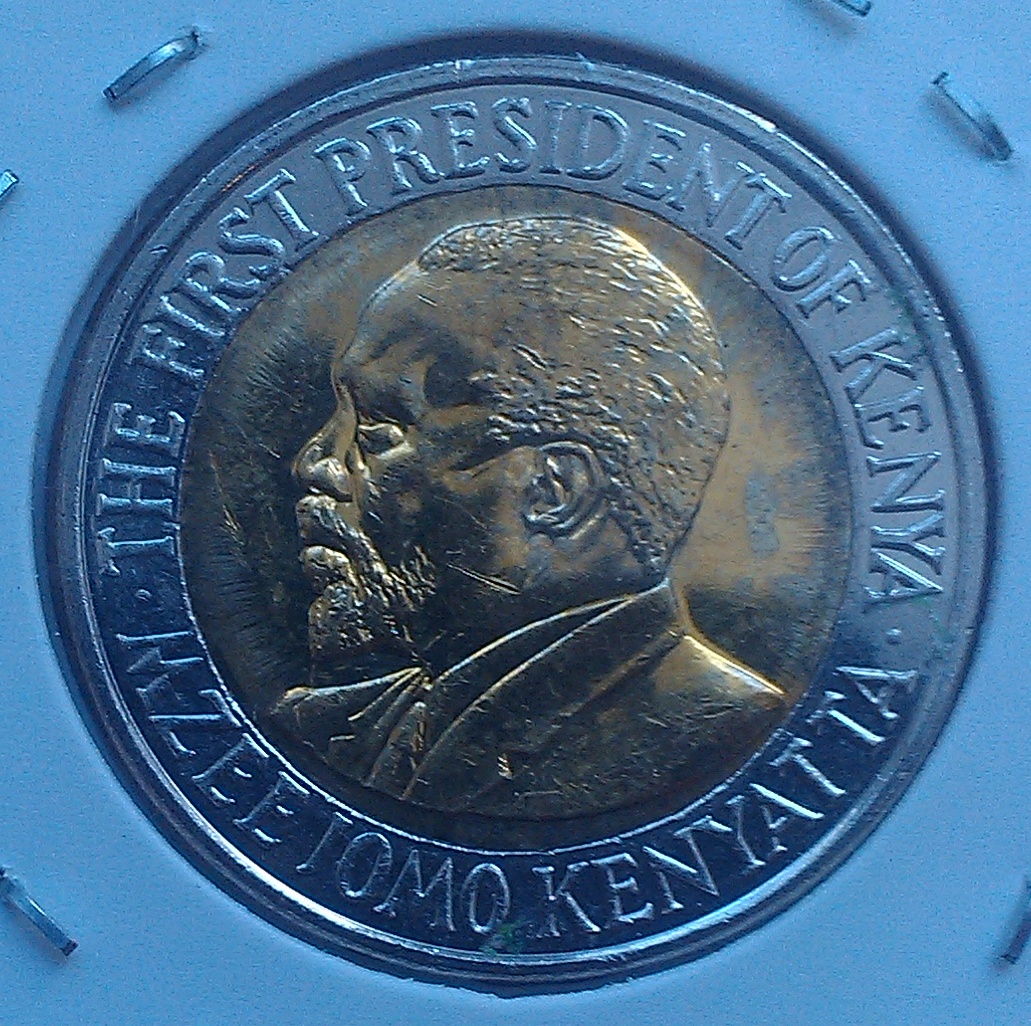 THE FIRST PRESIDENT OF KENYA
MZEE JOMO KENYATTA